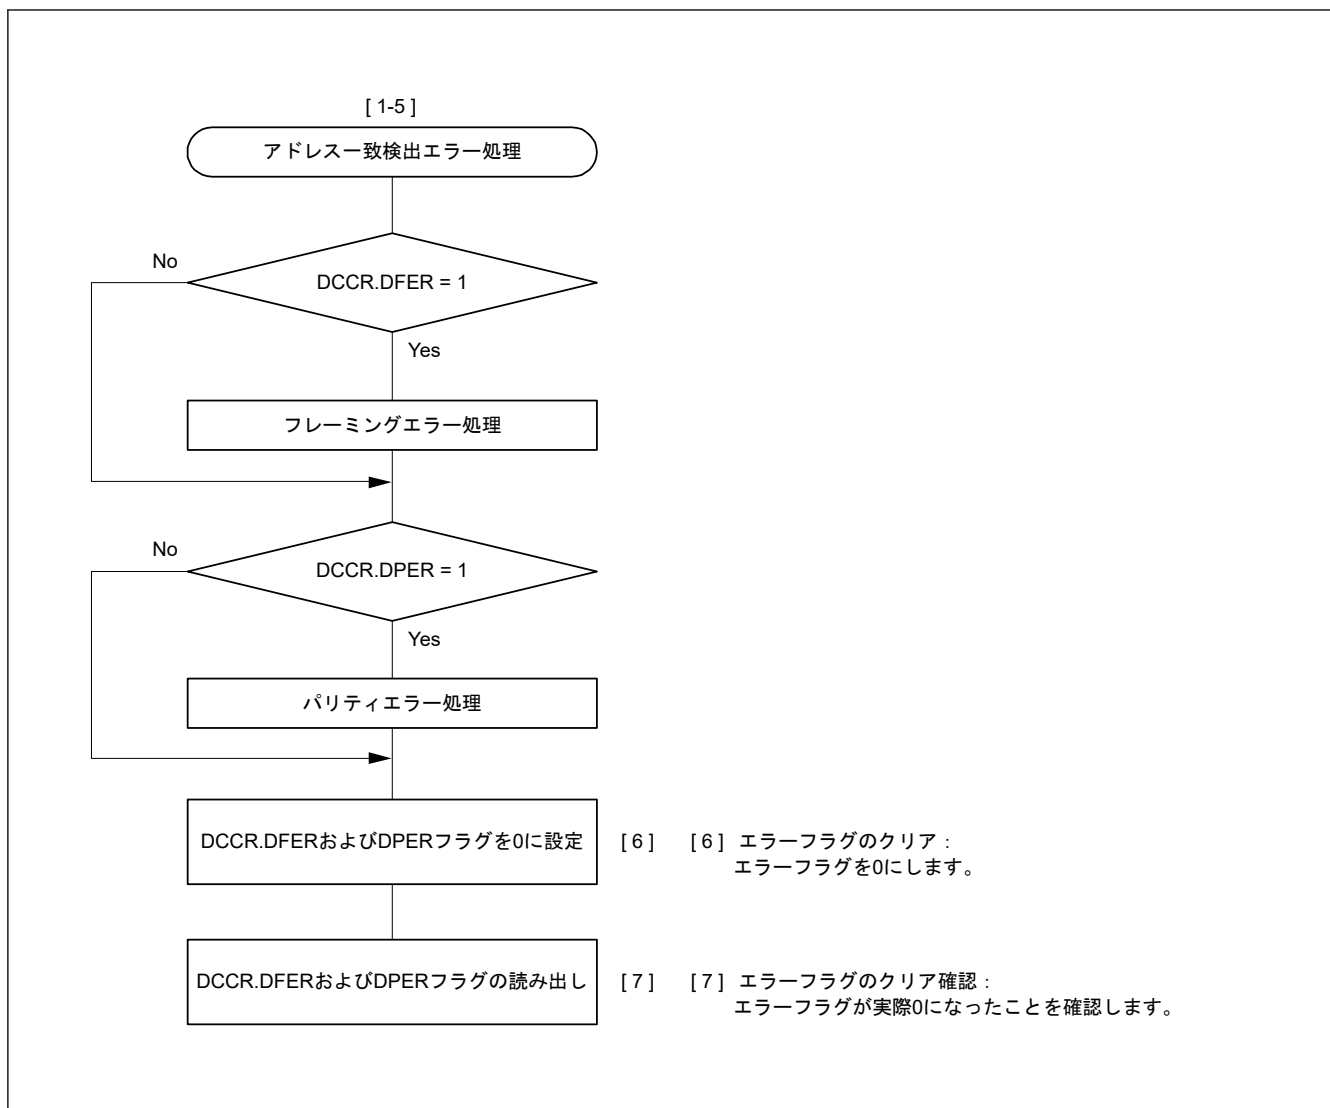 [ 1-5 ]
アドレス一致検出エラー処理
No
DCCR.DFER = 1
Yes
フレーミングエラー処理
No
DCCR.DPER = 1
Yes
パリティエラー処理
DCCR.DFERおよびDPERフラグを0に設定
[ 6 ]
[ 6 ] エラーフラグのクリア：
エラーフラグを0にします。
DCCR.DFERおよびDPERフラグの読み出し
[ 7 ]
[ 7 ] エラーフラグのクリア確認：
エラーフラグが実際0になったことを確認します。